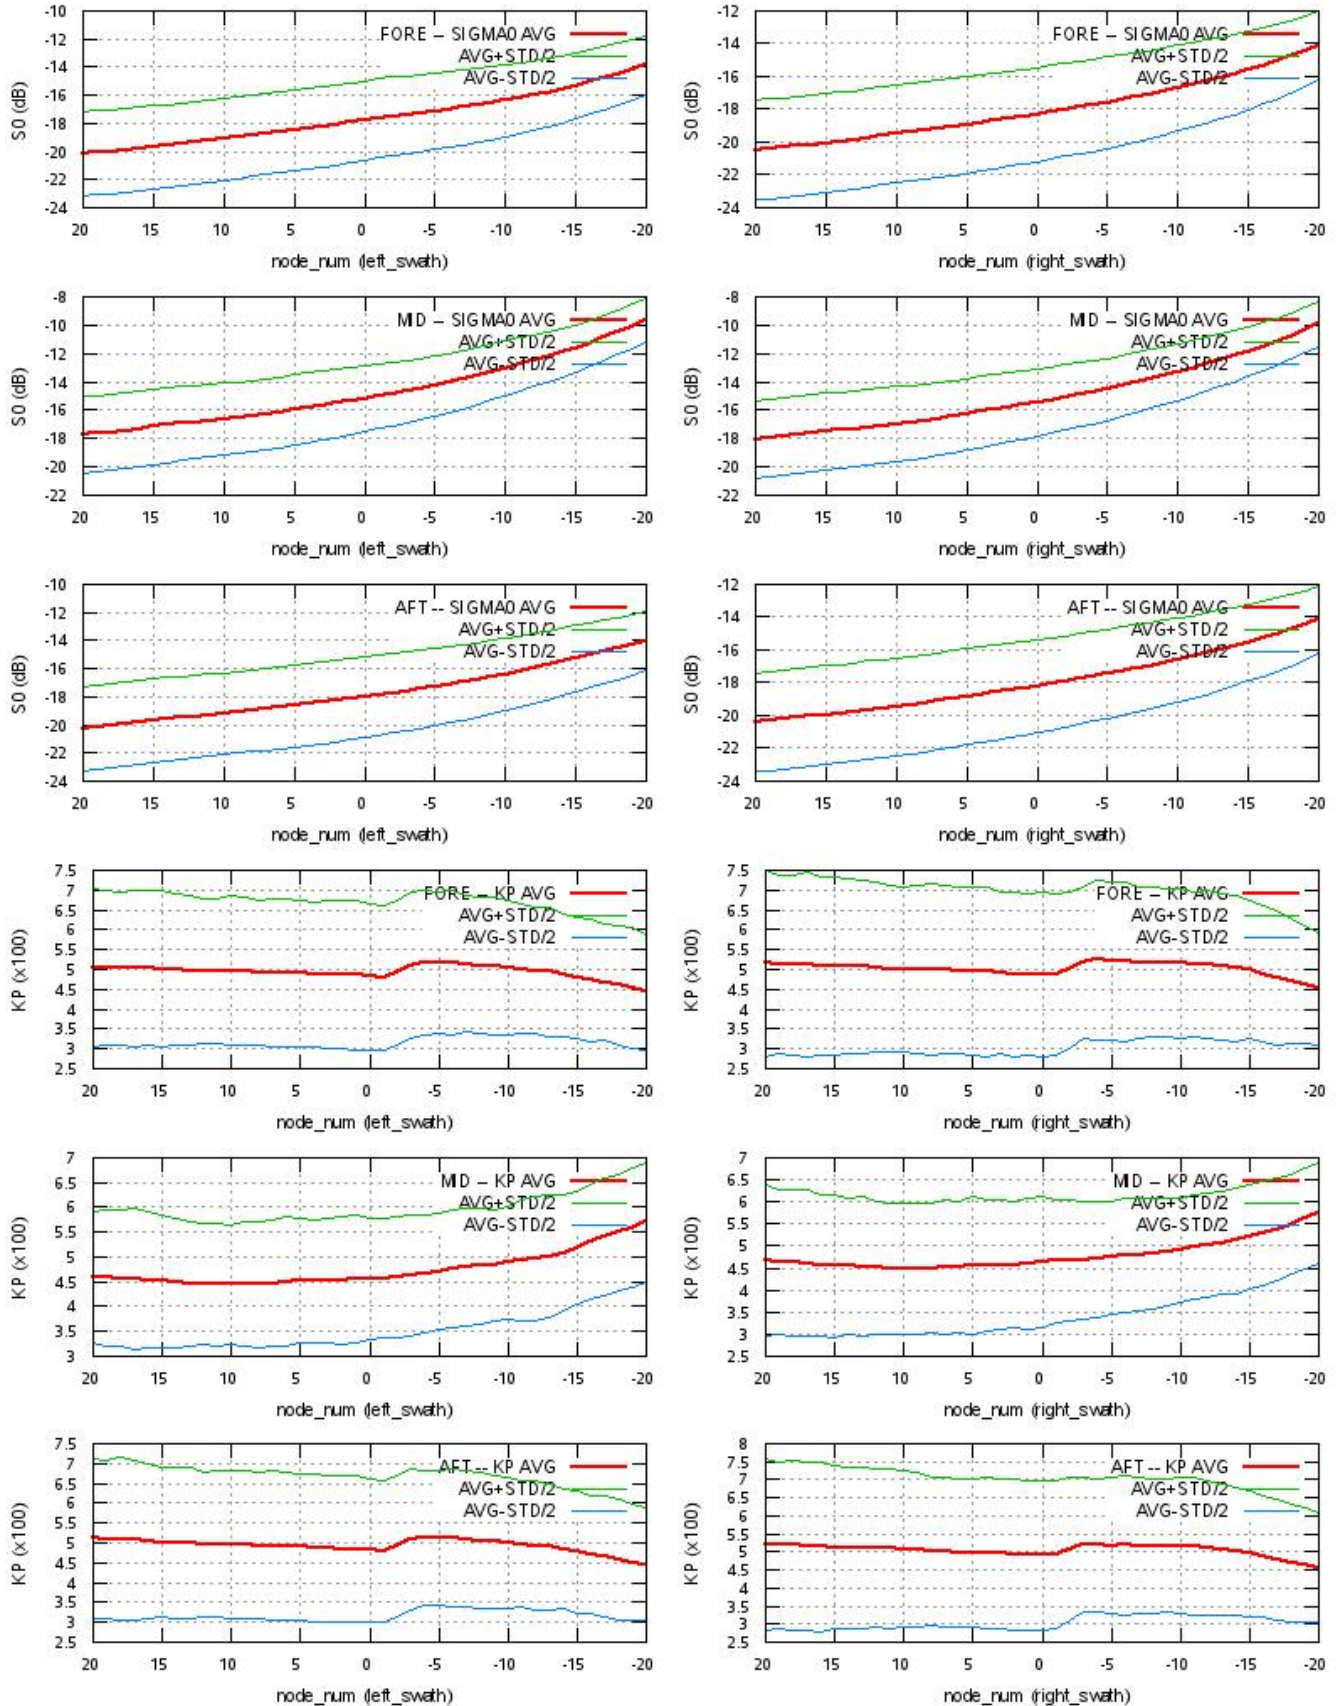 -10
-12
-14
-16
-18
-20
-22
-24
S0 (dB)
FORE -- SIGMA0 AVG
AVG+STD/2
AVG-STD/2
20 15 10 5 0 -5 -10 -15 -20
node_num (left_swath)
-12
-14
-16
-18
-20
-22
-24
S0 (dB)
FORE -- SIGMA0 AVG
AVG+STD/2
AVG-STD/2
20 15 10 5 0 -5 -10 -15 -20
node_num (right_swath)
-8
-10
-12
-14
-16
-18
-20
-22
S0 (dB)
MID -- SIGMA0 AVG
AVG+STD/2
AVG-STD/2
20 15 10 5 0 -5 -10 -15 -20
node_num (left_swath)
-8
-10
-12
-14
-16
-18
-20
-22
S0 (dB)
MID -- SIGMA0 AVG
AVG+STD/2
AVG-STD/2
20 15 10 5 0 -5 -10 -15 -20
node_num (right_swath)
-10
-12
-14
-16
-18
-20
-22
-24
S0 (dB)
AFT -- SIGMA0 AVG
AVG+STD/2
AVG-STD/2
20 15 10 5 0 -5 -10 -15 -20
node_num (left_swath)
-12
-14
-16
-18
-20
-22
-24
S0 (dB)
AFT -- SIGMA0 AVG
AVG+STD/2
AVG-STD/2
20 15 10 5 0 -5 -10 -15 -20
node_num (right_swath)
7.5
7
6.5
6
5.5
5
4.5
4
3.5
3
2.5
KP (x100)
FORE -- KP AVG
AVG+STD/2
AVG-STD/2
20 15 10 5 0 -5 -10 -15 -20
node_num (left_swath)
7.5
7
6.5
6
5.5
5
4.5
4
3.5
3
2.5
KP (x100)
FORE -- KP AVG
AVG+STD/2
AVG-STD/2
20 15 10 5 0 -5 -10 -15 -20
node_num (right_swath)
7
6.5
6
5.5
5
4.5
4
3.5
3
KP (x100)
MID -- KP AVG
AVG+STD/2
AVG-STD/2
20 15 10 5 0 -5 -10 -15 -20
node_num (left_swath)
7
6.5
6
5.5
5
4.5
4
3.5
3
2.5
KP (x100)
MID -- KP AVG
AVG+STD/2
AVG-STD/2
20 15 10 5 0 -5 -10 -15 -20
node_num (right_swath)
7.5
7
6.5
6
5.5
5
4.5
4
3.5
3
2.5
KP (x100)
AFT -- KP AVG
AVG+STD/2
AVG-STD/2
20 15 10 5 0 -5 -10 -15 -20
node_num (left_swath)
8
7.5
7
6.5
6
5.5
5
4.5
4
3.5
3
2.5
KP (x100)
AFT -- KP AVG
AVG+STD/2
AVG-STD/2
20 15 10 5 0 -5 -10 -15 -20
node_num (right_swath)